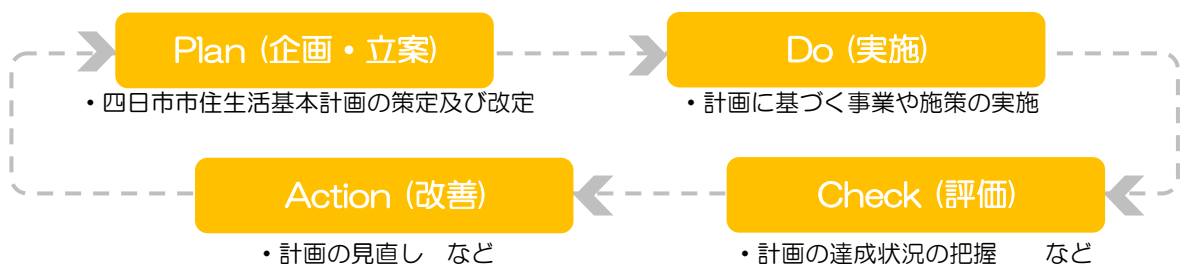 Plan (企画・立案)
Do (実施)
・四日市市住生活基本計画の策定及び改定
・計画に基づく事業や施策の実施
Action (改善)
Check (評価)
・計画の見直し　など
・計画の達成状況の把握　　など